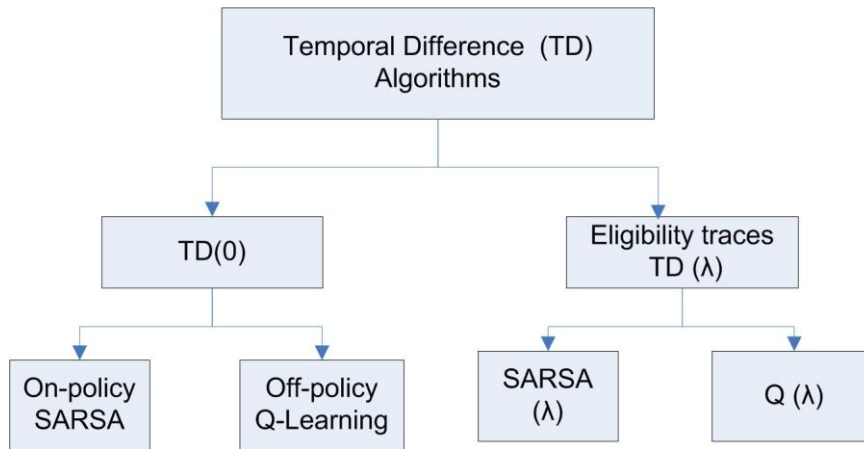 Temporal Difference (TD)
Algorithms
TD(0)
Eligibility traces
TD (λ)
On-policy
SARSA
Off-policy
Q-Learning
SARSA
(λ)
Q (λ)